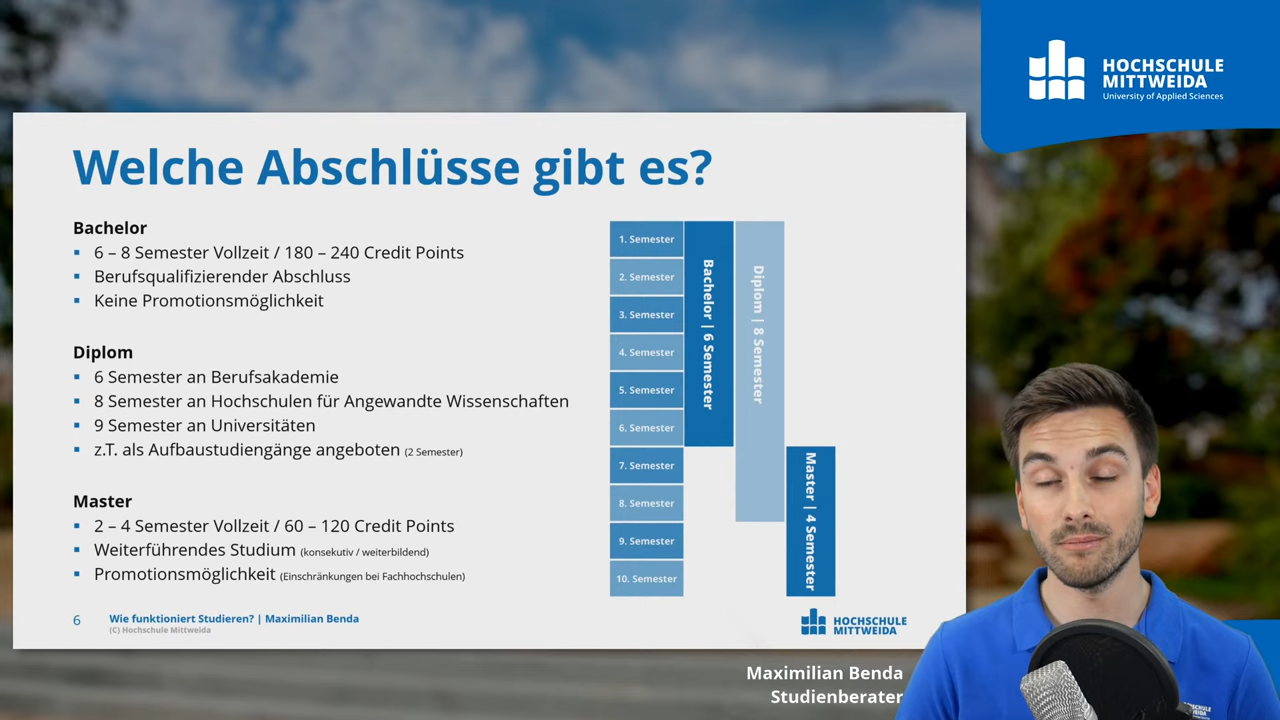 HOCHSCHULE
MITTWEIDA
University of Applied Sciences
Welche Abschlüsse gibt es?
Bachelor
▪ 6 – 8 Semester Vollzeit / 180 – 240 Credit Points
▪ Berufsqualifizierender Abschluss
▪ Keine Promotionsmöglichkeit
Diplom
▪ 6 Semester an Berufsakademie
▪ 8 Semester an Hochschulen für Angewandte Wissenschaften
▪ 9 Semester an Universitäten
▪ z.T. als Aufbaustudiengänge angeboten (2 Semester)
Master
▪ 2 – 4 Semester Vollzeit / 60 – 120 Credit Points
▪ Weiterführendes Studium (konsekutiv / weiterbildend)
▪ Promotionsmöglichkeit (Einschränkungen bei Fachhochschulen)
1. Semester
2. Semester
3. Semester
4. Semester
5. Semester
6. Semester
7. Semester
8. Semester
9. Semester
10. Semester
Bachelor | 6 Semester
Diplom | 8 Semester
Master | 4 Semester
6
Wie funktioniert Studieren? | Maximilian Benda
(C) Hochschule Mittweida
HOCHSCHULE
MITTWEIDA
Maximilian Benda
Studienberater